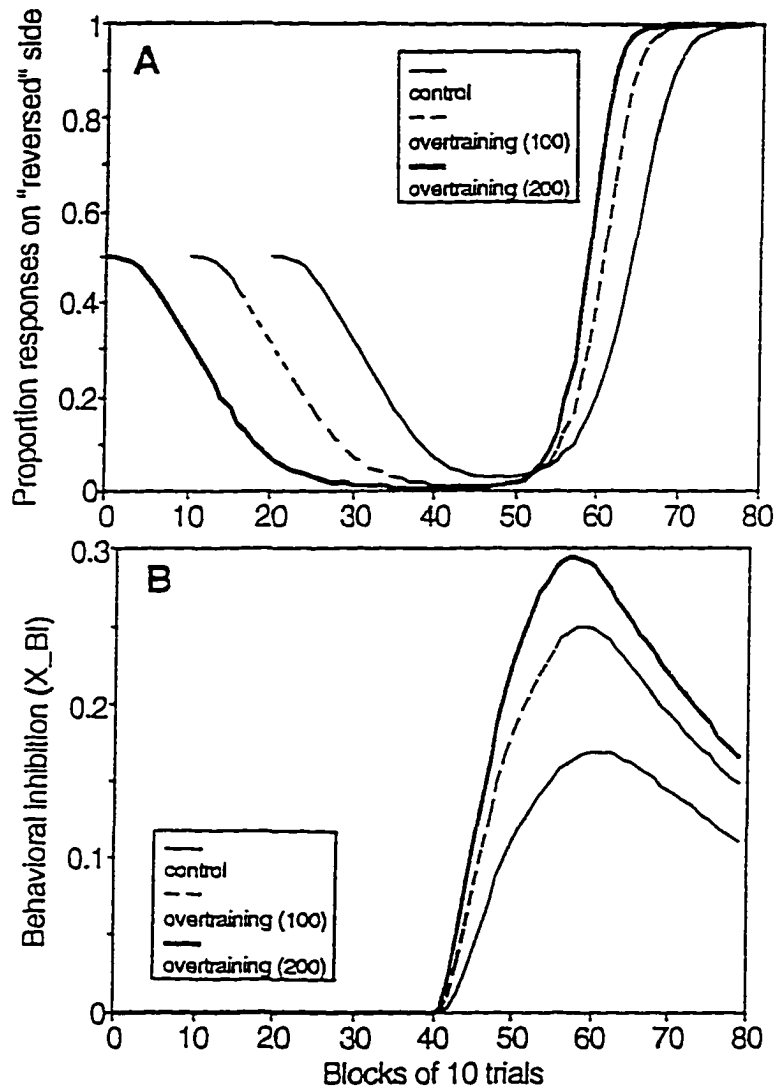 Proportion responses on "reversed" side
A
1
0.8
0.6
0.4
0.2
0
control
overtraining (100)
overtraining (200)
0 10 20 30 40 50 60 70 80
Behavioral Inhibition (X_BI)
B
0.3
0.2
0.1
0
control
overtraining (100)
overtraining (200)
0 10 20 30 40 50 60 70 80
Blocks of 10 trials